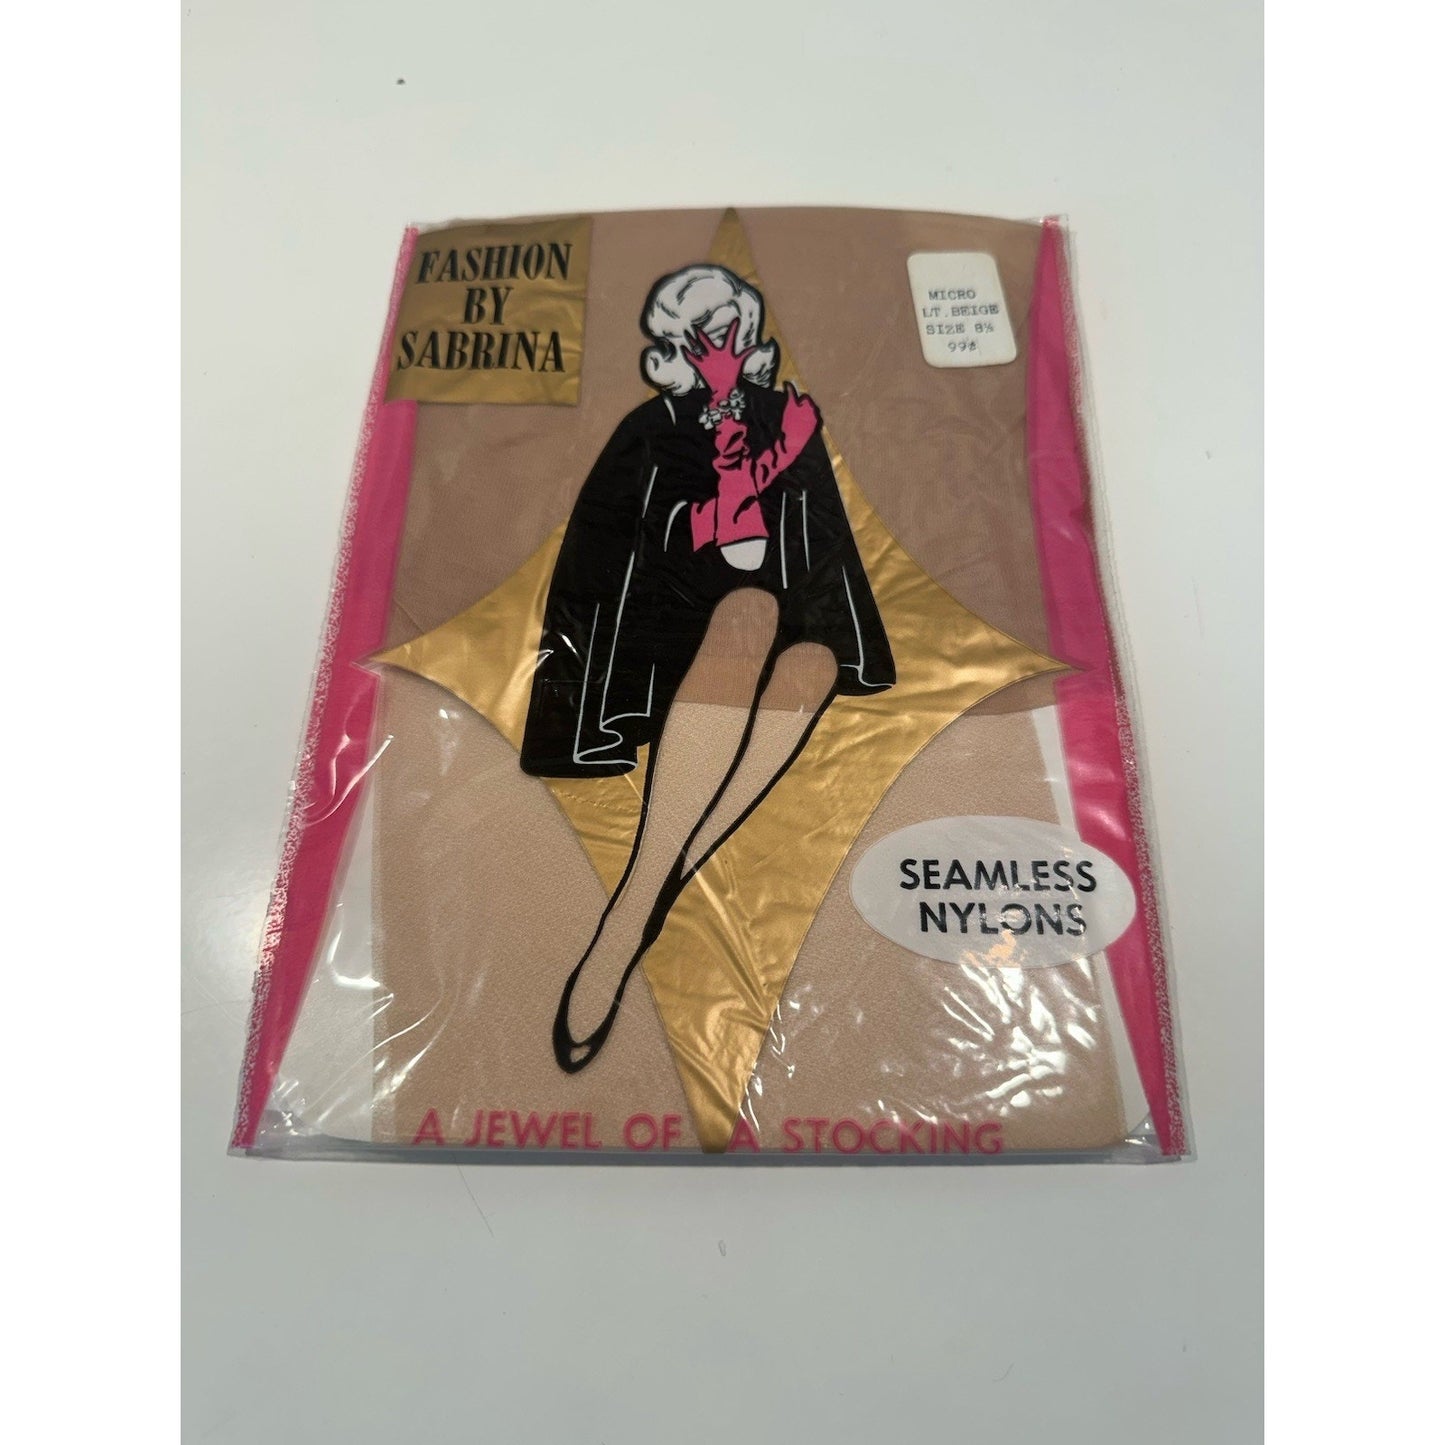 FASHION
BY
SABRINA
MICRO
LT. BEIGE
SIZE 8½
99¢
SEAMLESS
NYLONS
A JEWEL OF A STOCKING